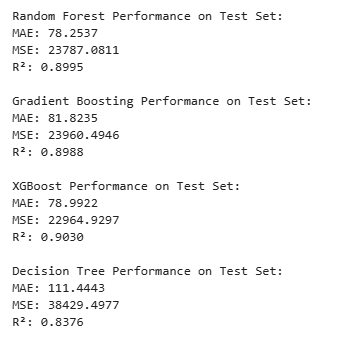 Random Forest Performance on Test Set:
MAE: 78.2537
MSE: 23787.0811
R²: 0.8995
Gradient Boosting Performance on Test Set:
MAE: 81.8235
MSE: 23960.4946
R²: 0.8988
XGBoost Performance on Test Set:
MAE: 78.9922
MSE: 22964.9297
R²: 0.9030
Decision Tree Performance on Test Set:
MAE: 111.4443
MSE: 38429.4977
R²: 0.8376